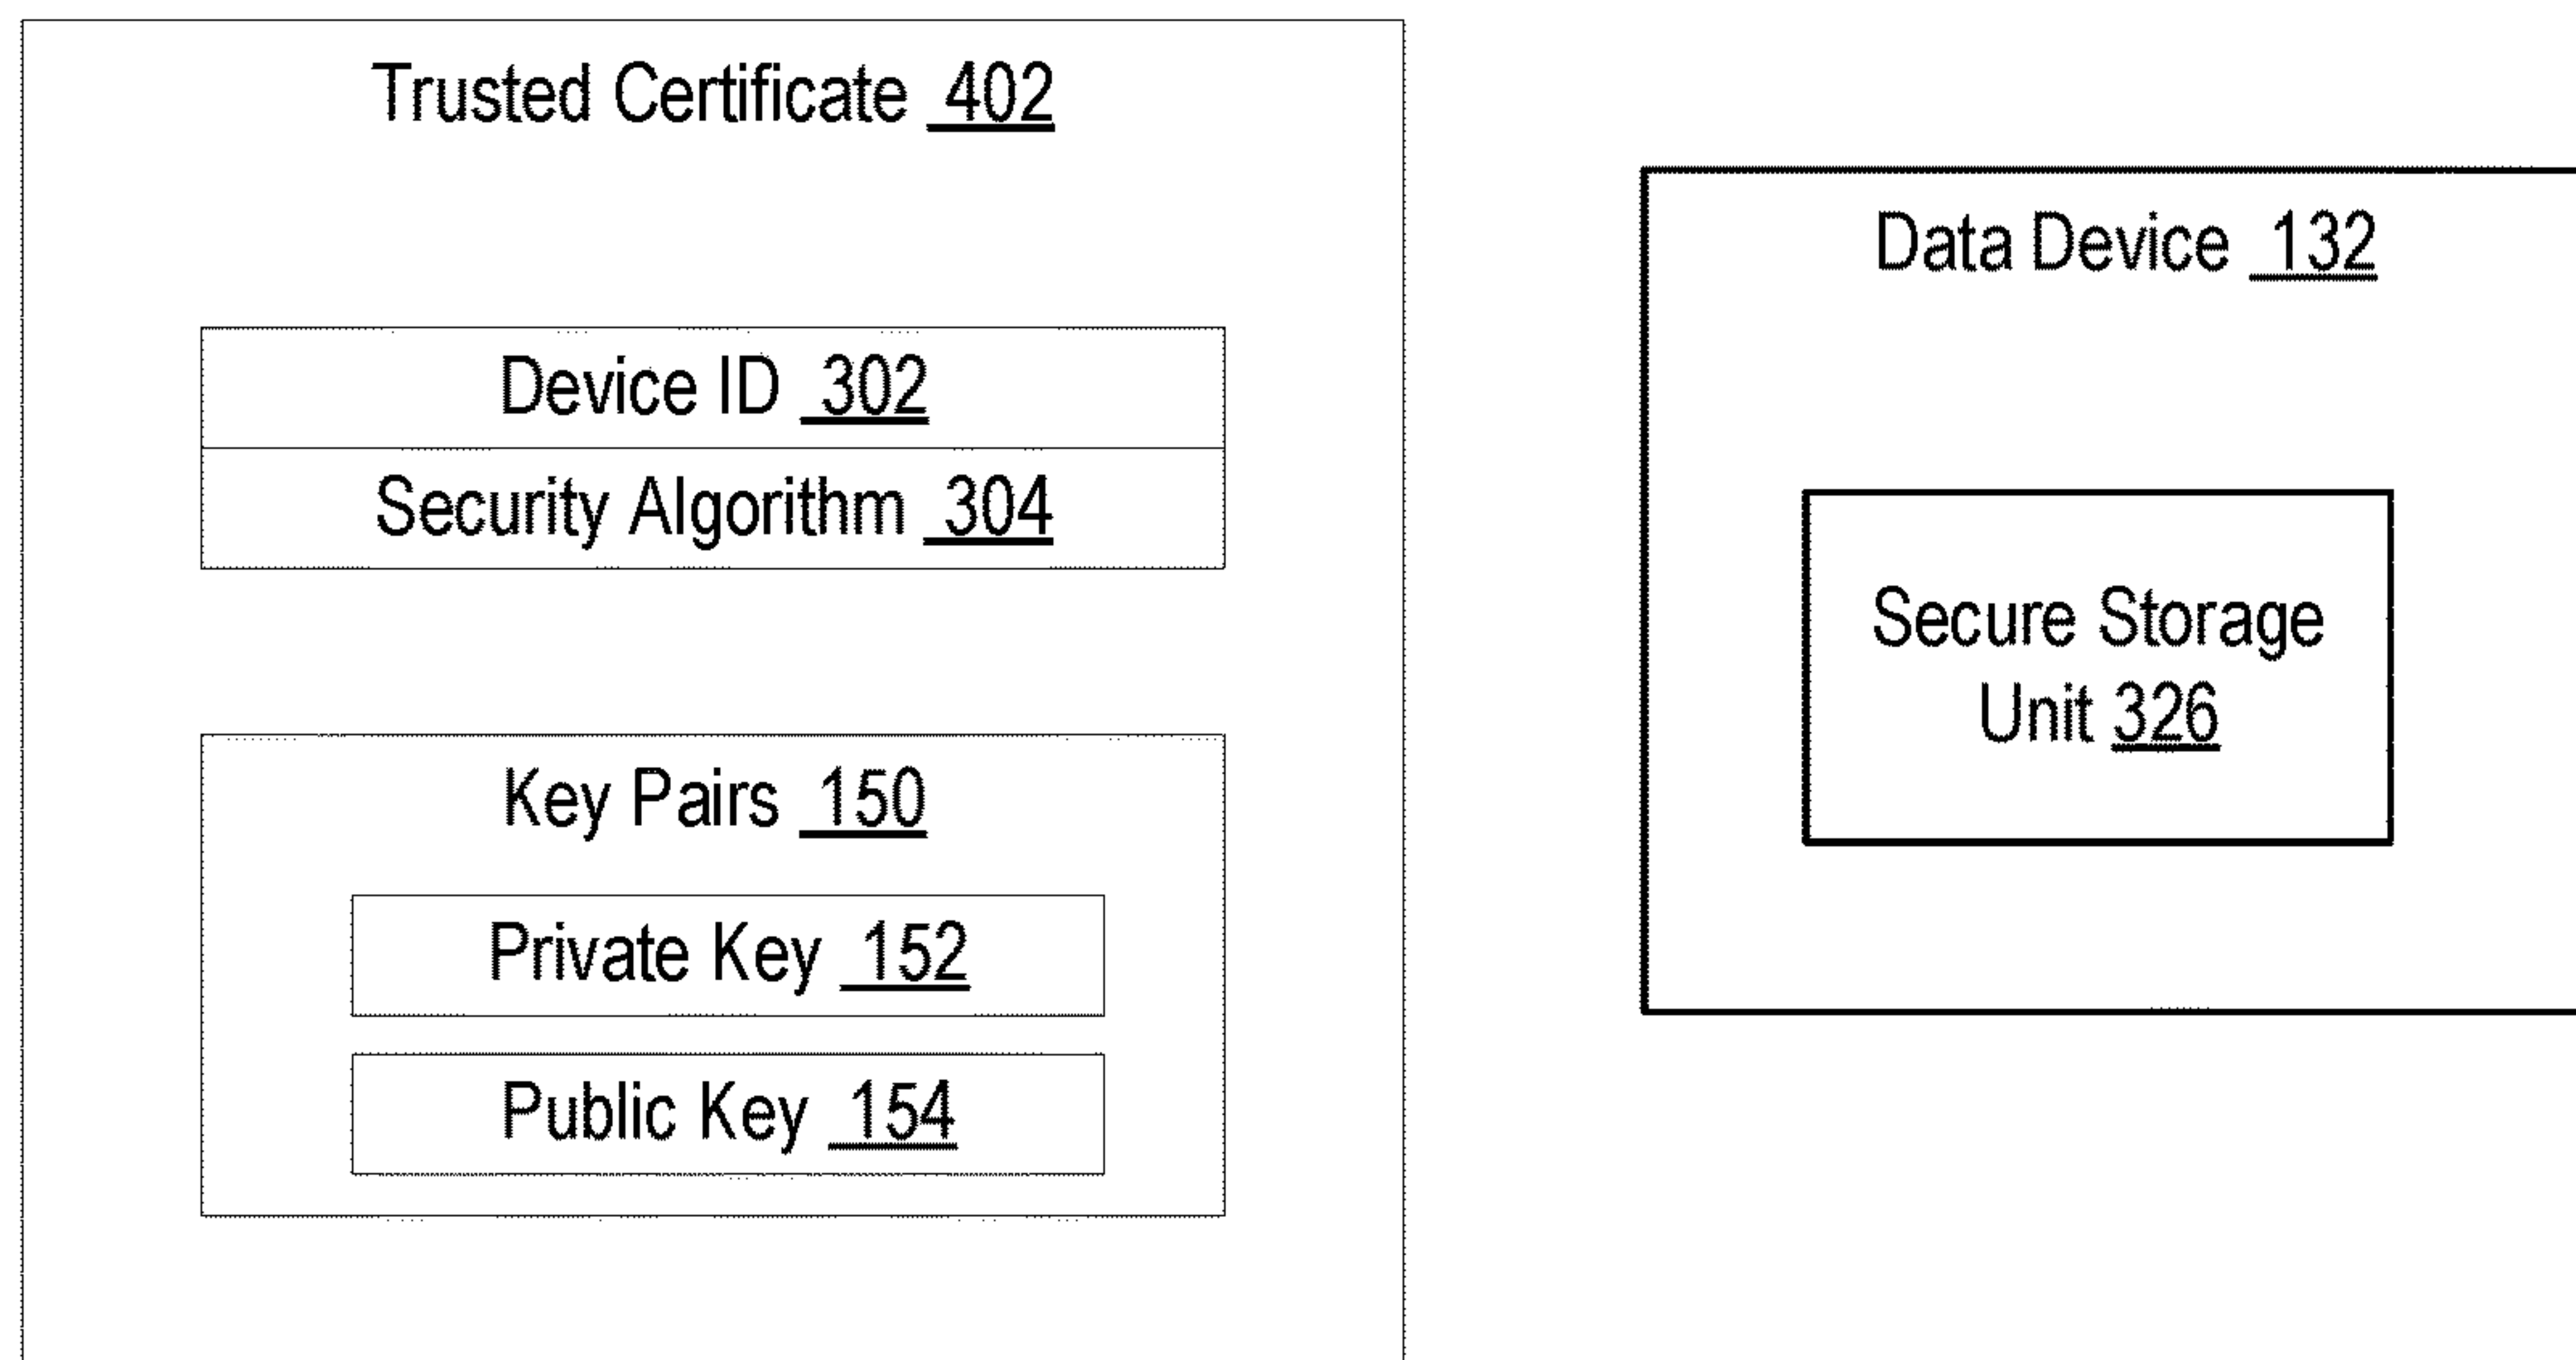 Trusted Certificate 402
Device ID 302
Security Algorithm 304
Key Pairs 150
Private Key 152
Public Key 154
Data Device 132
Secure Storage
Unit 326